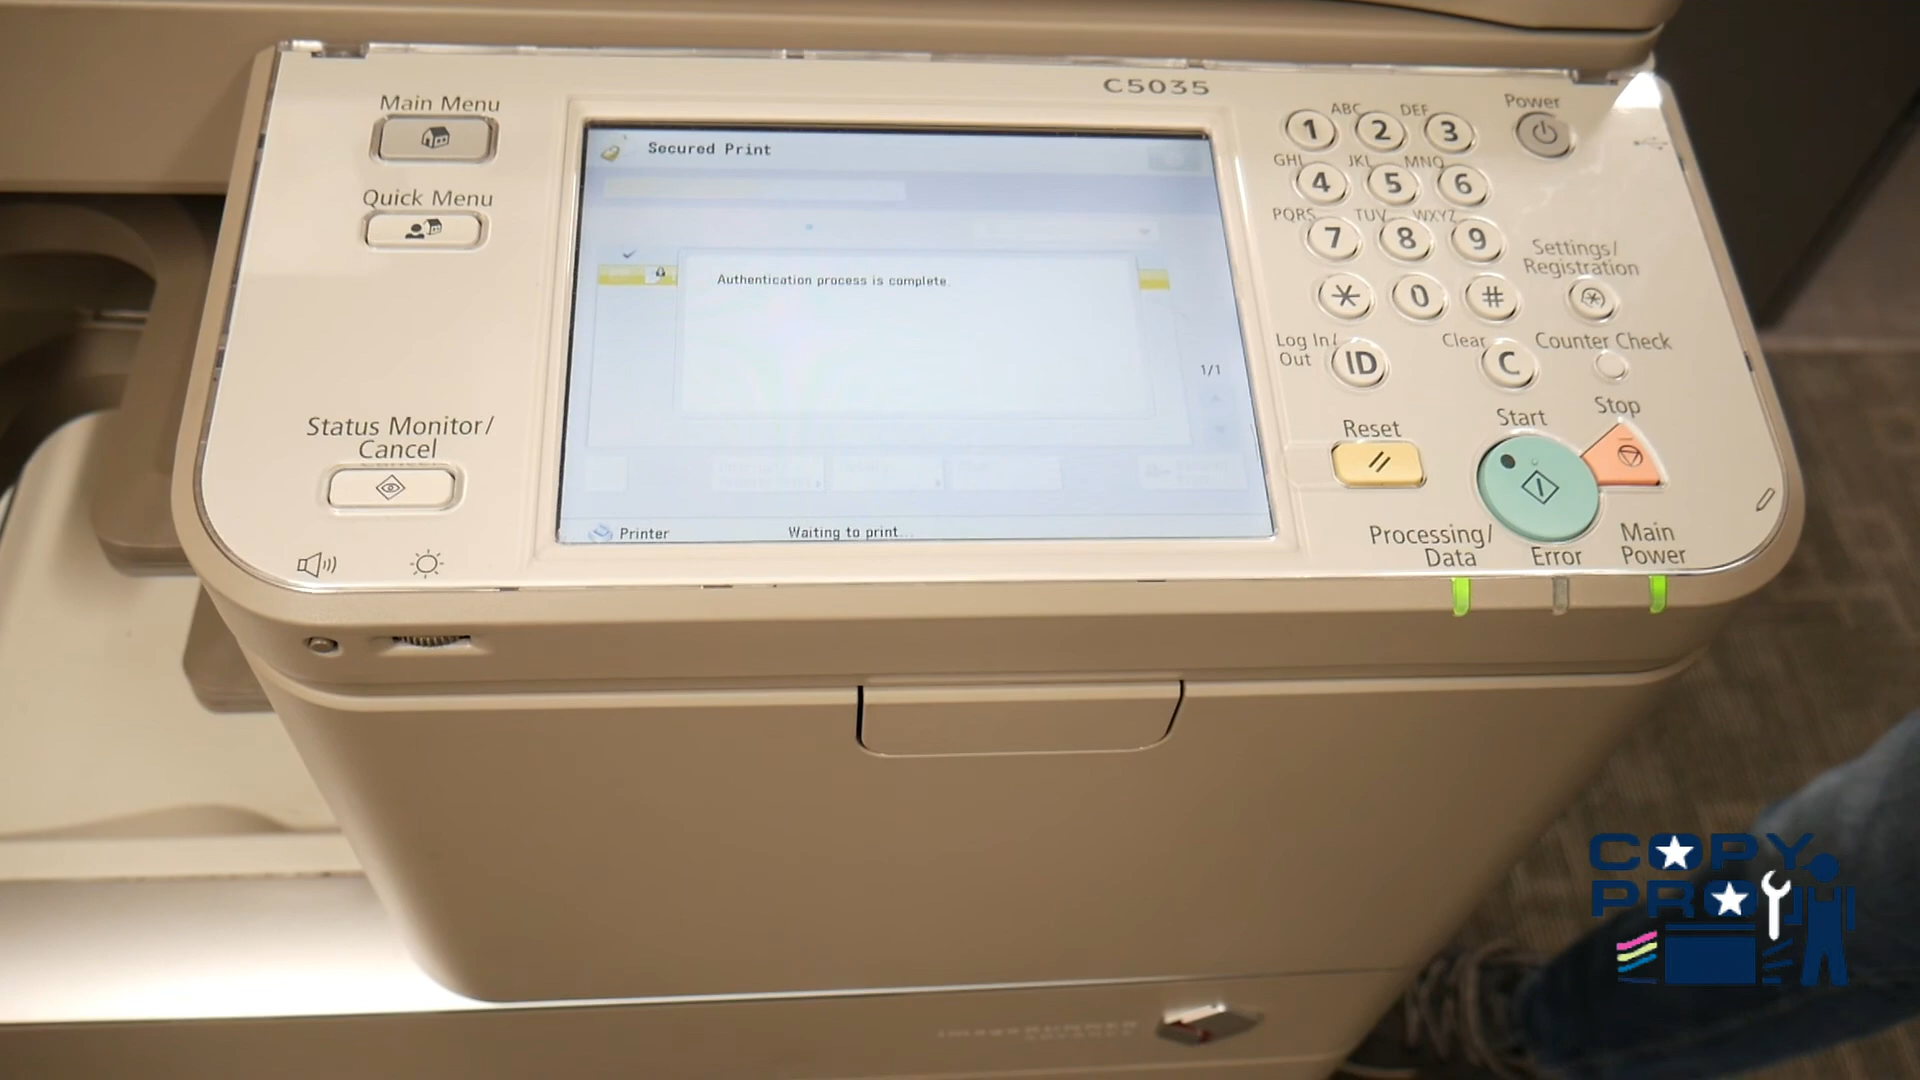 C5035
Main Menu
Quick Menu
Status Monitor/
Cancel
Secured Print
Authentication process is complete.
1/1
Printer
Waiting to print...
ABC
DEF
1
2
3
GHI
JKL
MNO
4
5
6
PQRS
TUV
WXYZ
7
8
9
*
0
#
Power
Settings/
Registration
Log In/
Out
ID
Clear
C
Counter Check
Reset
Start
Stop
Processing/
Data
Error
Main
Power
COPY
PRO
imageRUNNER
ADVANCE